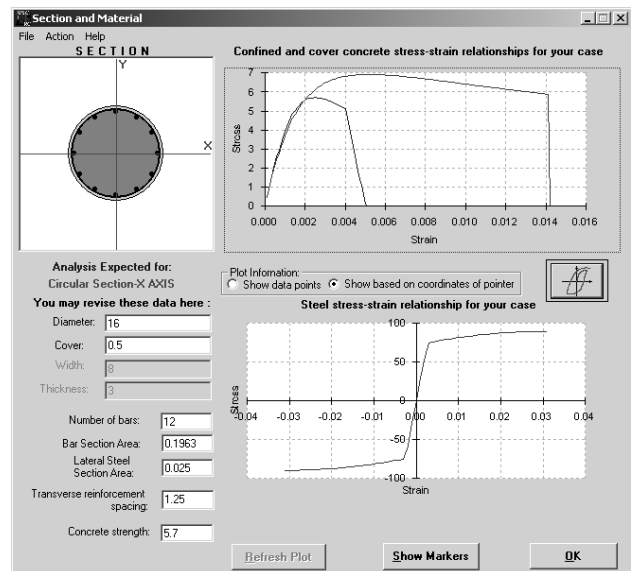 Section and Material
File Action Help
SECTION
Y
X
Confined and cover concrete stress-strain relationships for your case
7
6
5
4
3
2
1
0
Stress
0.000 0.002 0.004 0.006 0.008 0.010 0.012 0.014 0.016
Strain
Analysis Expected for:
Circular Section-X AXIS
You may revise these data here :
Diameter: 16
Cover: 0.5
Width: 8
Thickness: 3
Number of bars: 12
Bar Section Area: 0.1963
Lateral Steel
Section Area: 0.025
Transverse reinforcement
spacing: 1.25
Concrete strength: 5.7
Plot Infornation:
Show data points Show based on coordinates of pointer
Steel stress-strain relationship for your case
100
50
0
-50
-100
Stress
-0.04 -0.03 -0.02 -0.01 0.00 0.01 0.02 0.03 0.04
Strain
Refresh Plot
Show Markers
OK